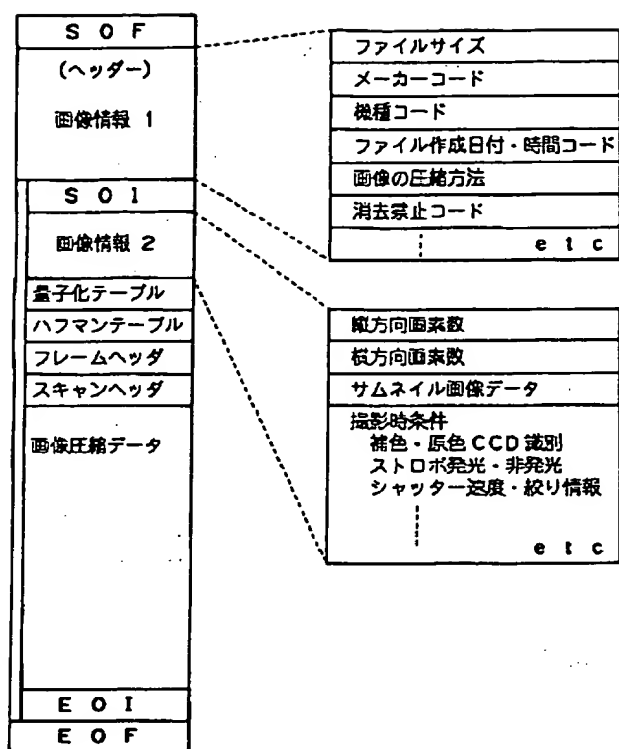 S O F
(ヘッダー)
画像情報 1
S O I
画像情報 2
量子化テーブル
ハフマンテーブル
フレームヘッダ
スキャンヘッダ
画像圧縮データ
E O I
E O F
ファイルサイズ
メーカーコード
機種コード
ファイル作成日付・時間コード
画像の圧縮方法
消去禁止コード
e t c
縦方向画素数
横方向画素数
サムネイル画像データ
撮影時条件
補色・原色CCD識別
ストロボ発光・非発光
シャッター速度・絞り情報
e t c